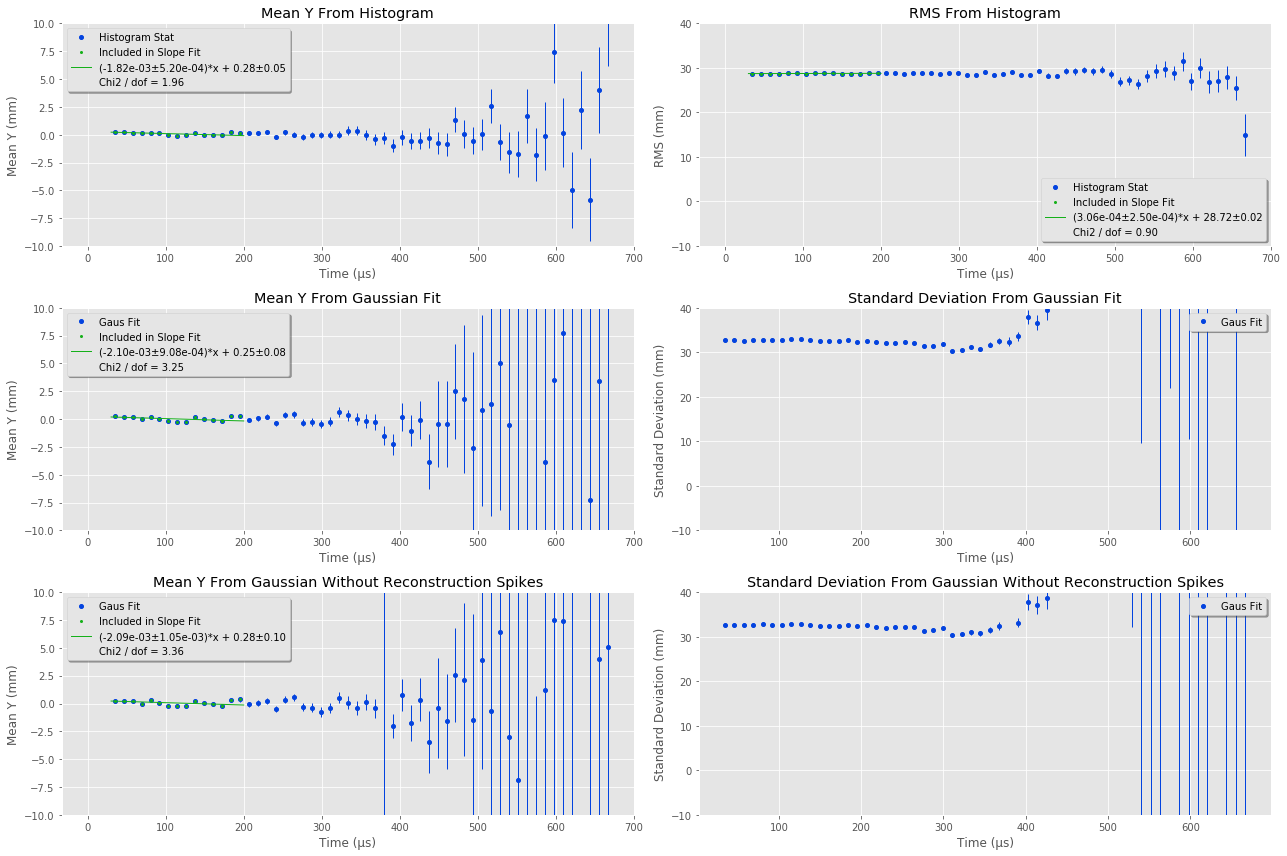 Mean Y From Histogram
10.0
7.5
5.0
2.5
0.0
−2.5
−5.0
−7.5
−10.0
Mean Y (mm)
Histogram Stat
Included in Slope Fit
(-1.82e-03±5.20e-04)*x + 0.28±0.05
Chi2 / dof = 1.96
0 100 200 300 400 500 600 700
Time (µs)
RMS From Histogram
40
30
20
10
0
−10
RMS (mm)
Histogram Stat
Included in Slope Fit
(3.06e-04±2.50e-04)*x + 28.72±0.02
Chi2 / dof = 0.90
0 100 200 300 400 500 600 700
Time (µs)
Mean Y From Gaussian Fit
10.0
7.5
5.0
2.5
0.0
−2.5
−5.0
−7.5
−10.0
Mean Y (mm)
Gaus Fit
Included in Slope Fit
(-2.10e-03±9.08e-04)*x + 0.25±0.08
Chi2 / dof = 3.25
0 100 200 300 400 500 600 700
Time (µs)
Standard Deviation From Gaussian Fit
40
30
20
10
0
−10
Standard Deviation (mm)
Gaus Fit
100 200 300 400 500 600
Time (µs)
Mean Y From Gaussian Without Reconstruction Spikes
10.0
7.5
5.0
2.5
0.0
−2.5
−5.0
−7.5
−10.0
Mean Y (mm)
Gaus Fit
Included in Slope Fit
(-2.09e-03±1.05e-03)*x + 0.28±0.10
Chi2 / dof = 3.36
0 100 200 300 400 500 600 700
Time (µs)
Standard Deviation From Gaussian Without Reconstruction Spikes
40
30
20
10
0
−10
Standard Deviation (mm)
Gaus Fit
100 200 300 400 500 600
Time (µs)